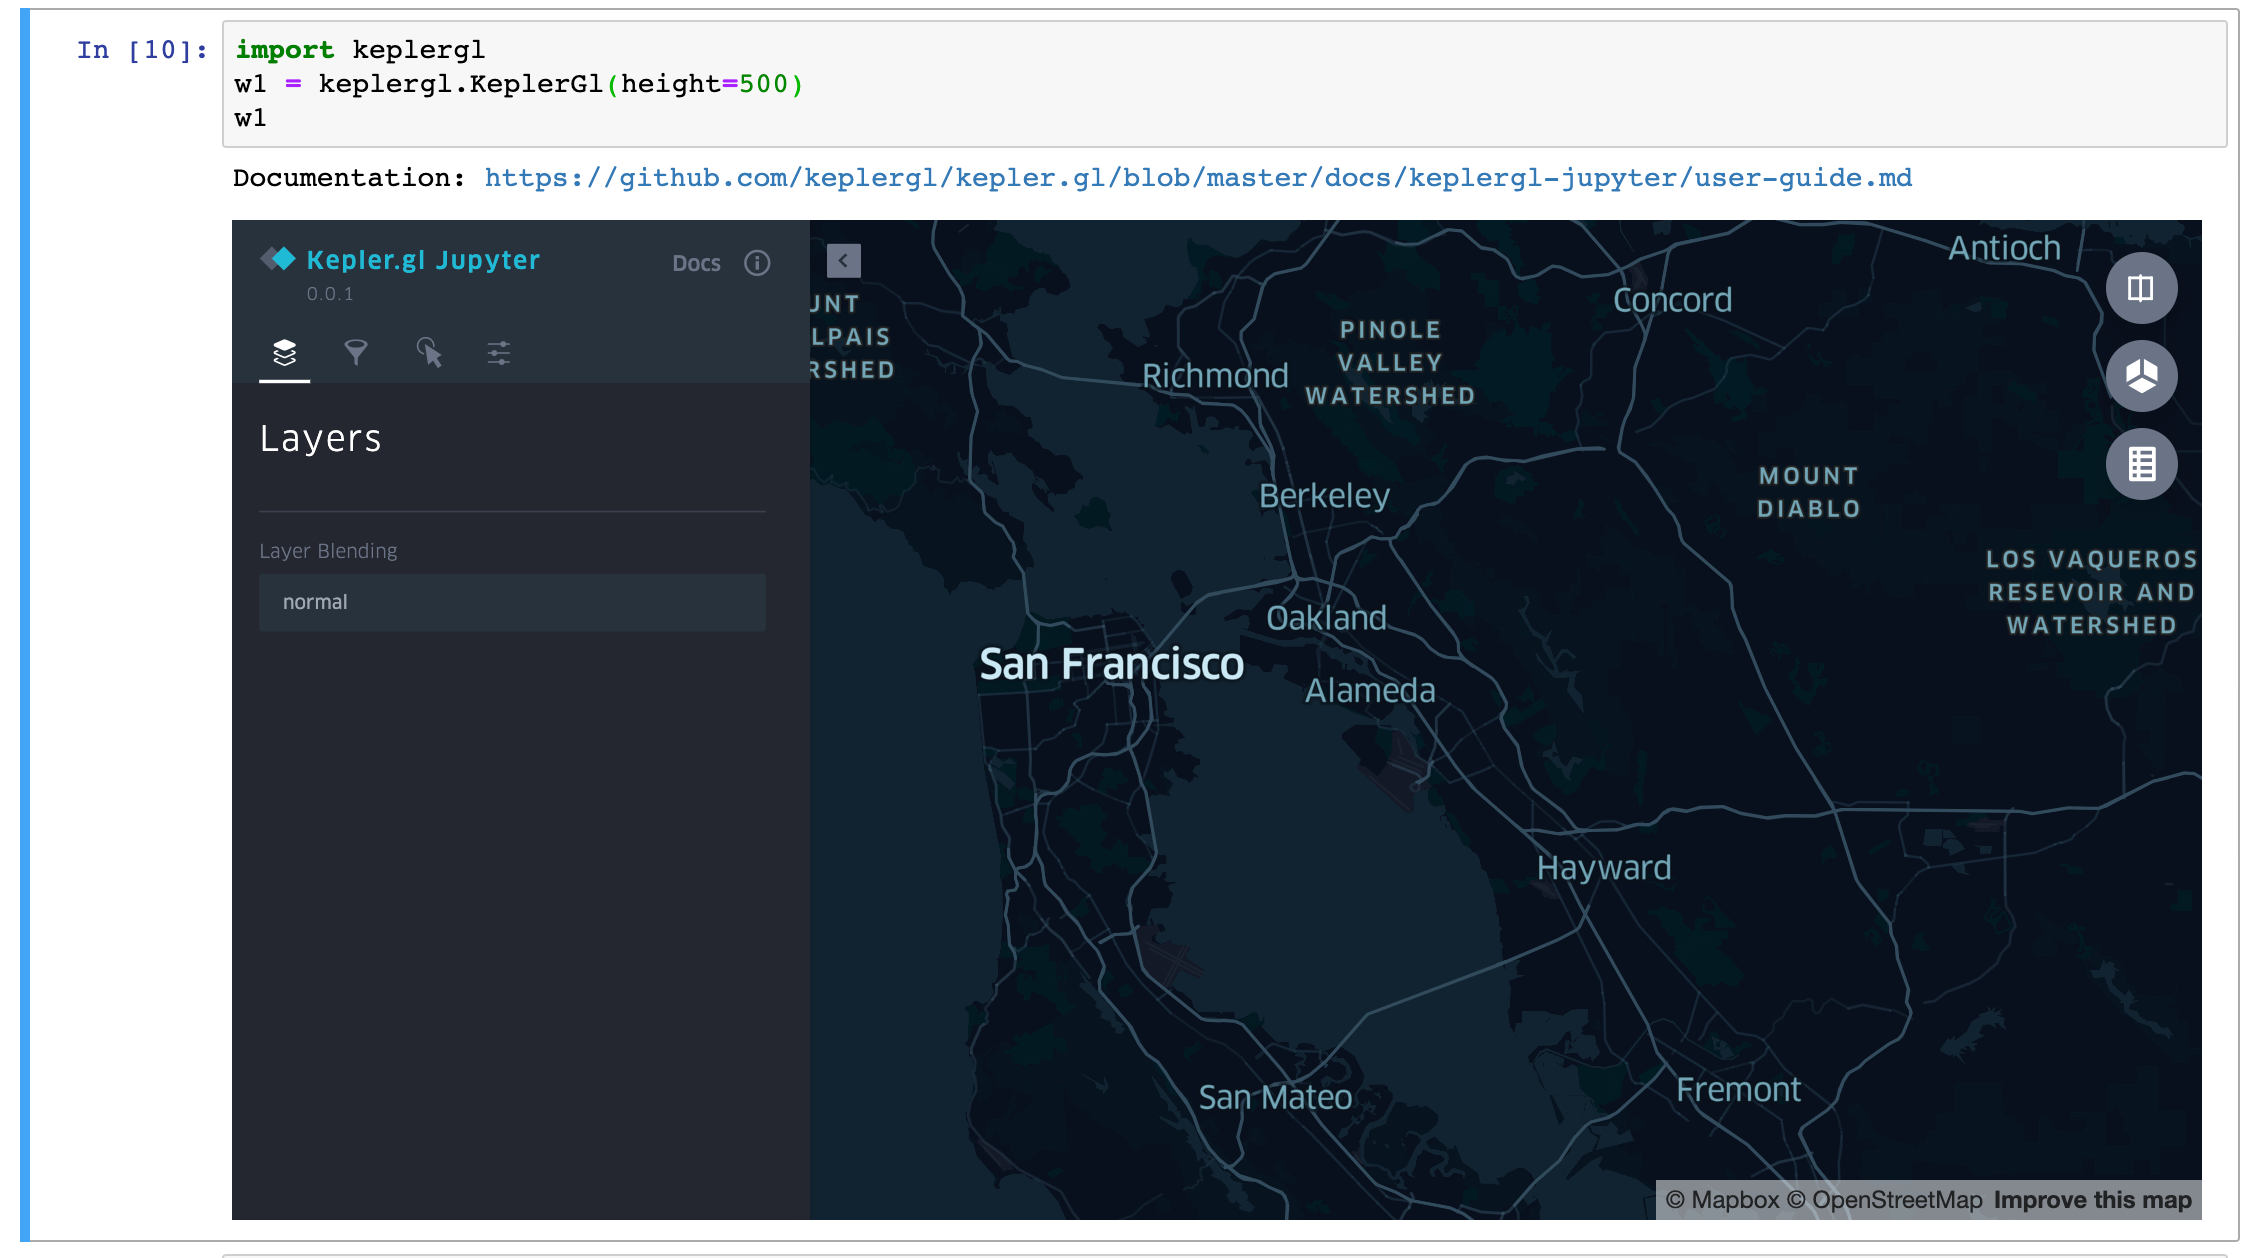 In [10]:
import keplergl
w1 = keplergl.KeplerGl(height=500)
w1
Documentation: https://github.com/keplergl/kepler.gl/blob/master/docs/keplergl-jupyter/user-guide.md
Kepler.gl Jupyter
0.0.1
Docs
Layers
Layer Blending
normal
Antioch
Concord
UNT
LPAIS
RSHED
PINOLE
VALLEY
WATERSHED
Richmond
Berkeley
MOUNT
DIABLO
LOS VAQUEROS
RESEVOIR AND
WATERSHED
Oakland
San Francisco
Alameda
Hayward
San Mateo
Fremont
© Mapbox © OpenStreetMap Improve this map